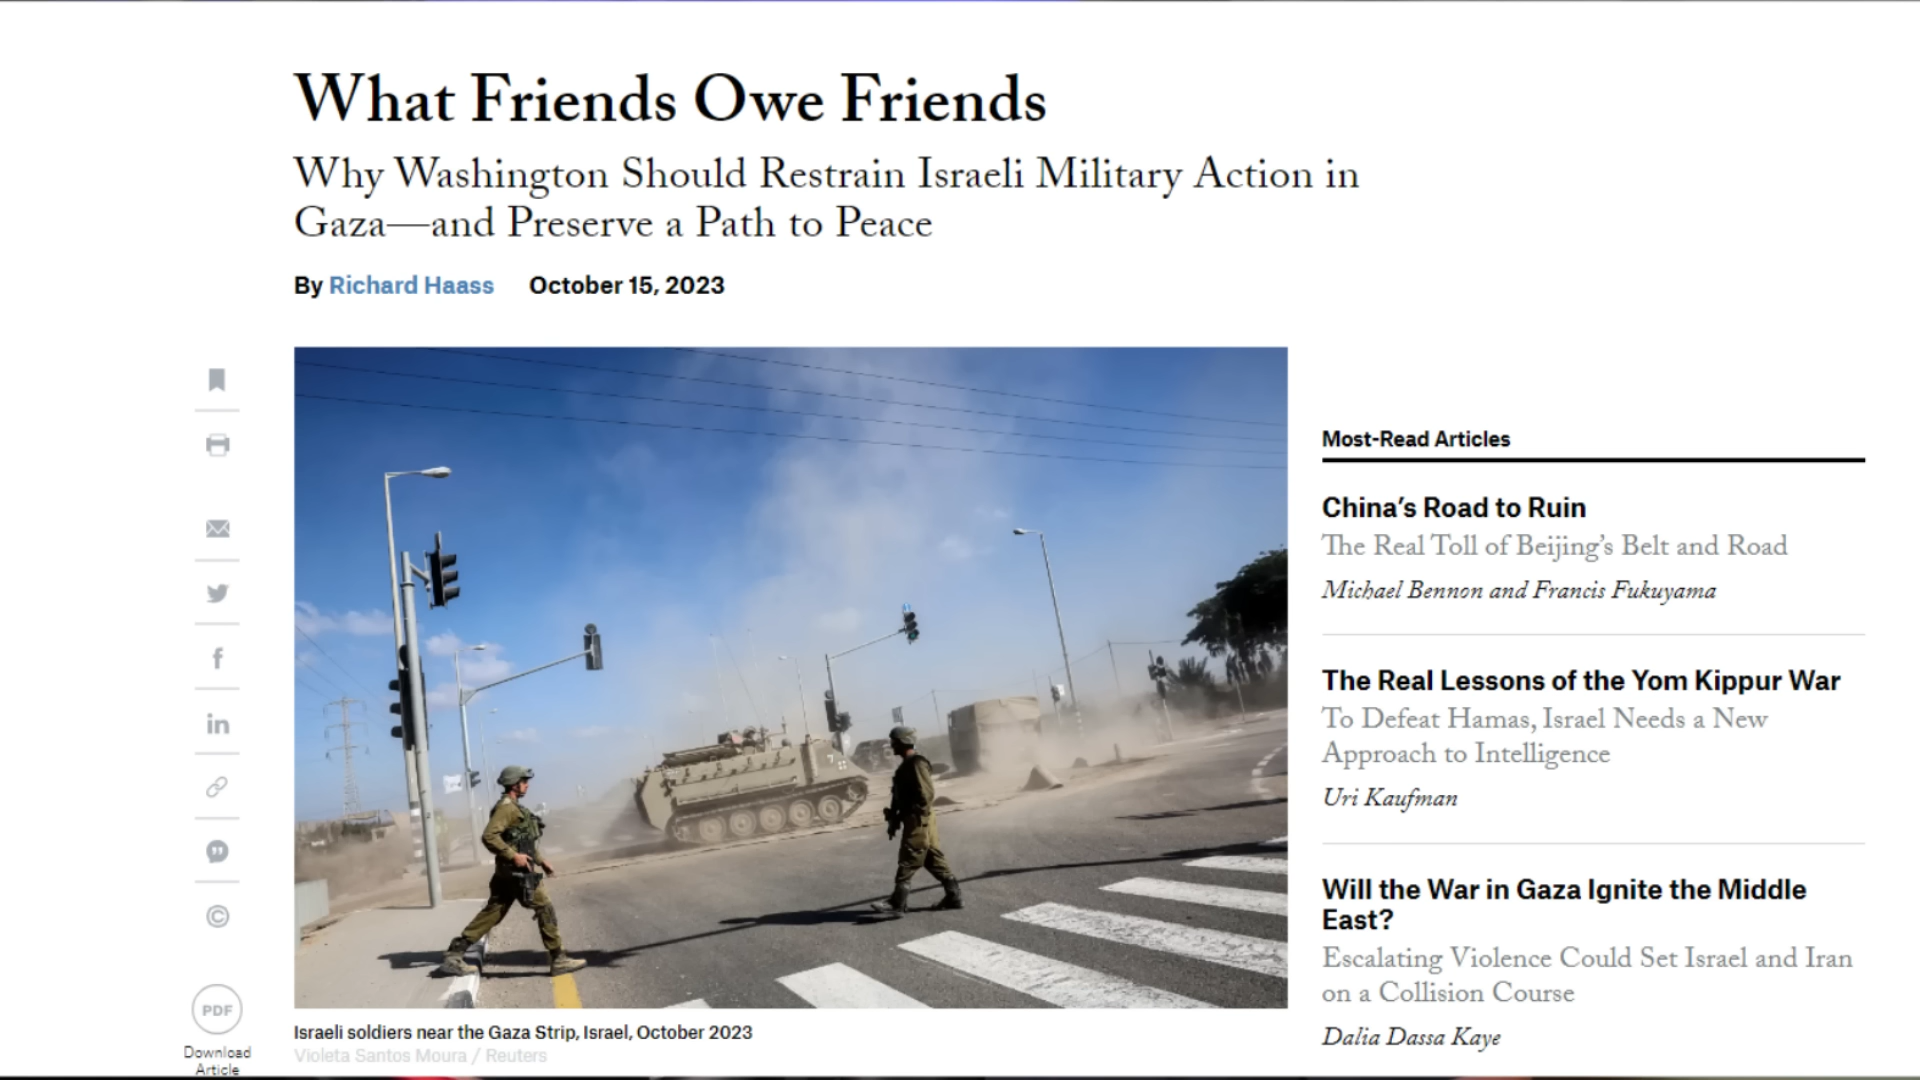 What Friends Owe Friends
Why Washington Should Restrain Israeli Military Action in
Gaza—and Preserve a Path to Peace
By Richard Haass October 15, 2023
Most-Read Articles
China's Road to Ruin
The Real Toll of Beijing's Belt and Road
Michael Bennon and Francis Fukuyama
The Real Lessons of the Yom Kippur War
To Defeat Hamas, Israel Needs a New
Approach to Intelligence
Uri Kaufman
Will the War in Gaza Ignite the Middle
East?
Escalating Violence Could Set Israel and Iran
on a Collision Course
Dalia Dassa Kaye
PDF
Download
Article
Israeli soldiers near the Gaza Strip, Israel, October 2023
Violeta Santos Moura / Reuters